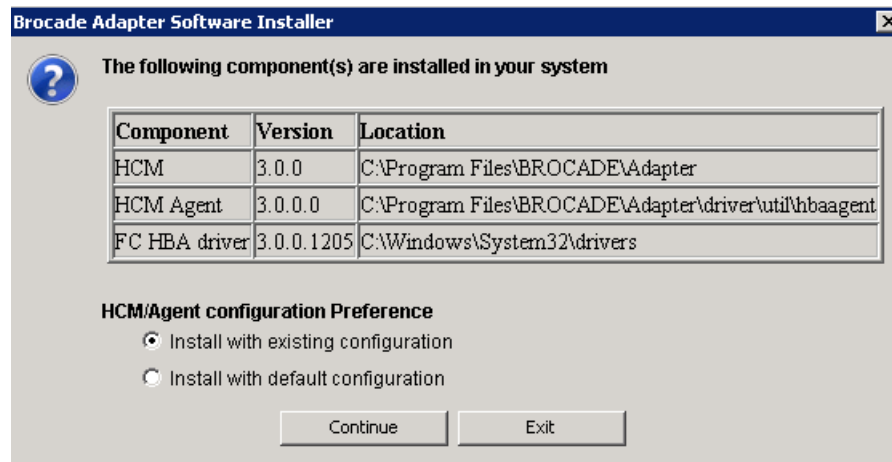 Brocade Adapter Software Installer
The following component(s) are installed in your system
Component Version Location
HCM 3.0.0 C:\Program Files\BROCADE\Adapter
HCM Agent 3.0.0.0 C:\Program Files\BROCADE\Adapter\driver\util\hbaagent
FC HBA driver 3.0.0.1205 C:\Windows\System32\drivers
HCM/Agent configuration Preference
Install with existing configuration
Install with default configuration
Continue Exit